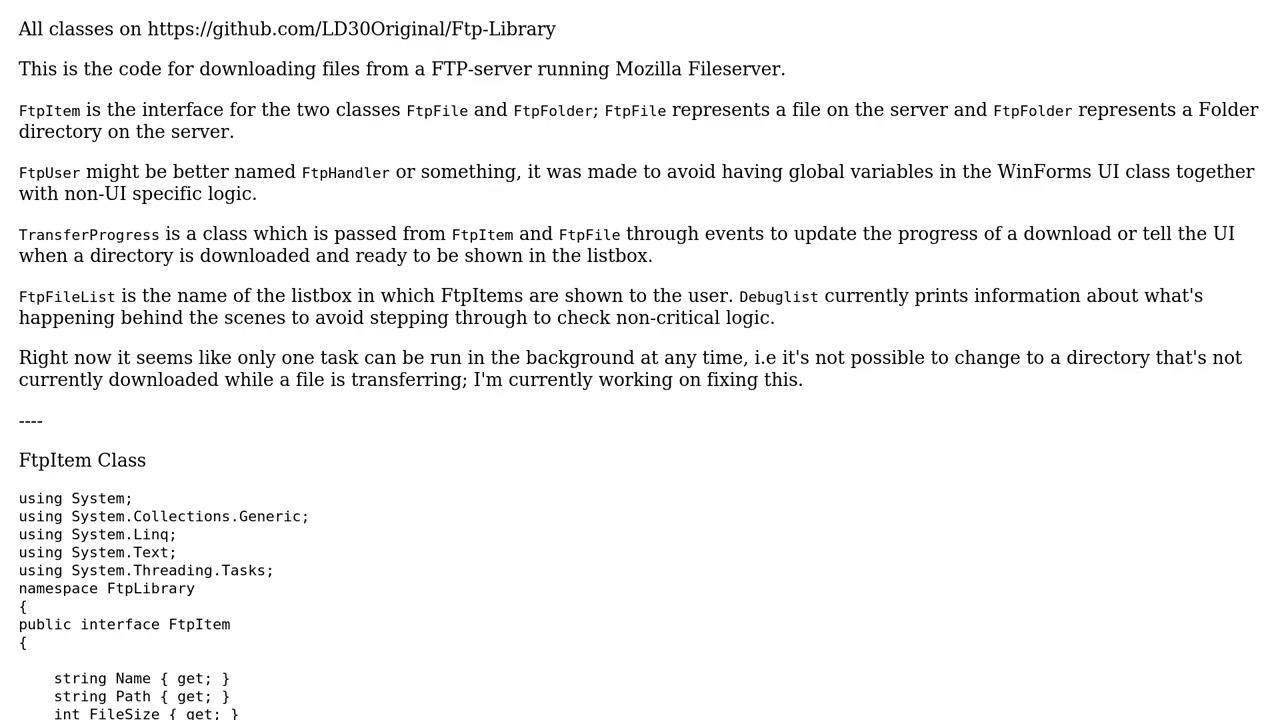 All classes on https://github.com/LD30Original/Ftp-Library
This is the code for downloading files from a FTP-server running Mozilla Fileserver.
FtpItem is the interface for the two classes FtpFile and FtpFolder; FtpFile represents a file on the server and FtpFolder represents a Folder
directory on the server.
FtpUser might be better named FtpHandler or something, it was made to avoid having global variables in the WinForms UI class together
with non-UI specific logic.
TransferProgress is a class which is passed from FtpItem and FtpFile through events to update the progress of a download or tell the UI
when a directory is downloaded and ready to be shown in the listbox.
FtpFileList is the name of the listbox in which FtpItems are shown to the user. Debuglist currently prints information about what's
happening behind the scenes to avoid stepping through to check non-critical logic.
Right now it seems like only one task can be run in the background at any time, i.e it's not possible to change to a directory that's not
currently downloaded while a file is transferring; I'm currently working on fixing this.
----
FtpItem Class
using System;
using System.Collections.Generic;
using System.Linq;
using System.Text;
using System.Threading.Tasks;
namespace FtpLibrary
{
public interface FtpItem
{
    string Name { get; }
    string Path { get; }
    int FileSize { get; }